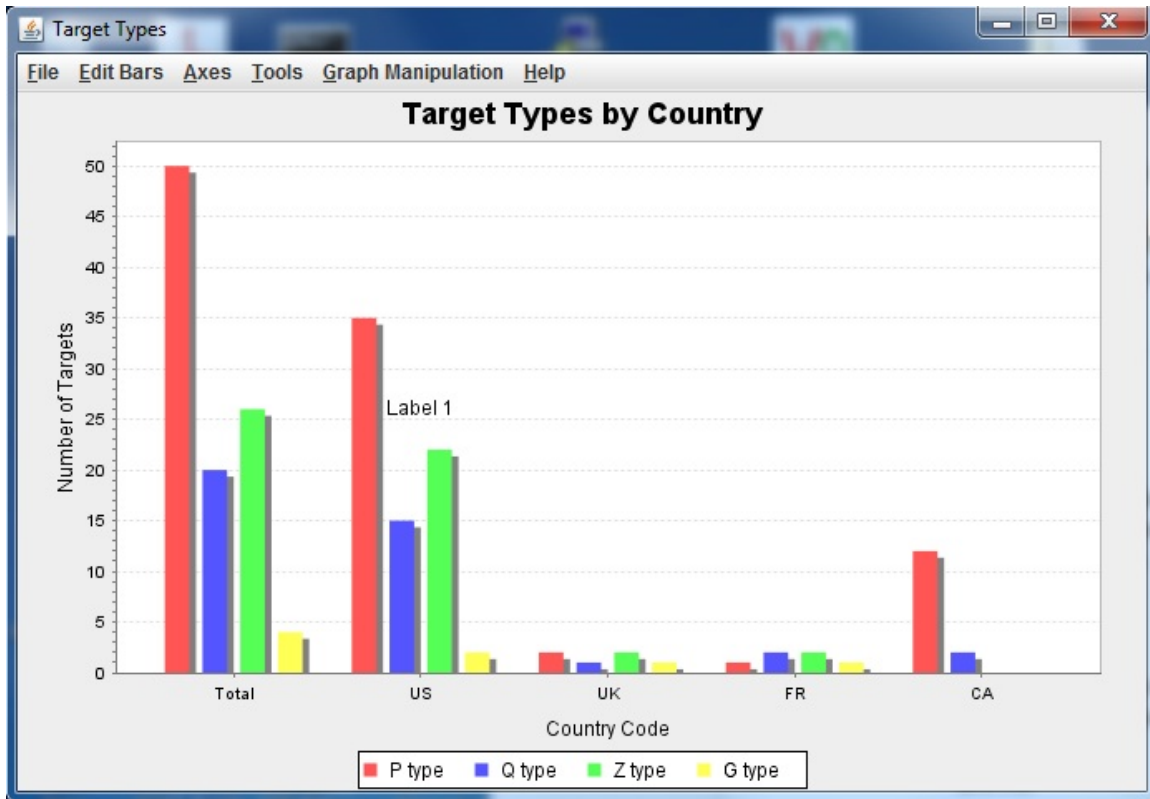 Target Types
File Edit Bars Axes Tools Graph Manipulation Help
Target Types by Country
50
45
40
35
30
25
20
15
10
5
0
Number of Targets
Label 1
Total US UK FR CA
Country Code
P type Q type Z type G type